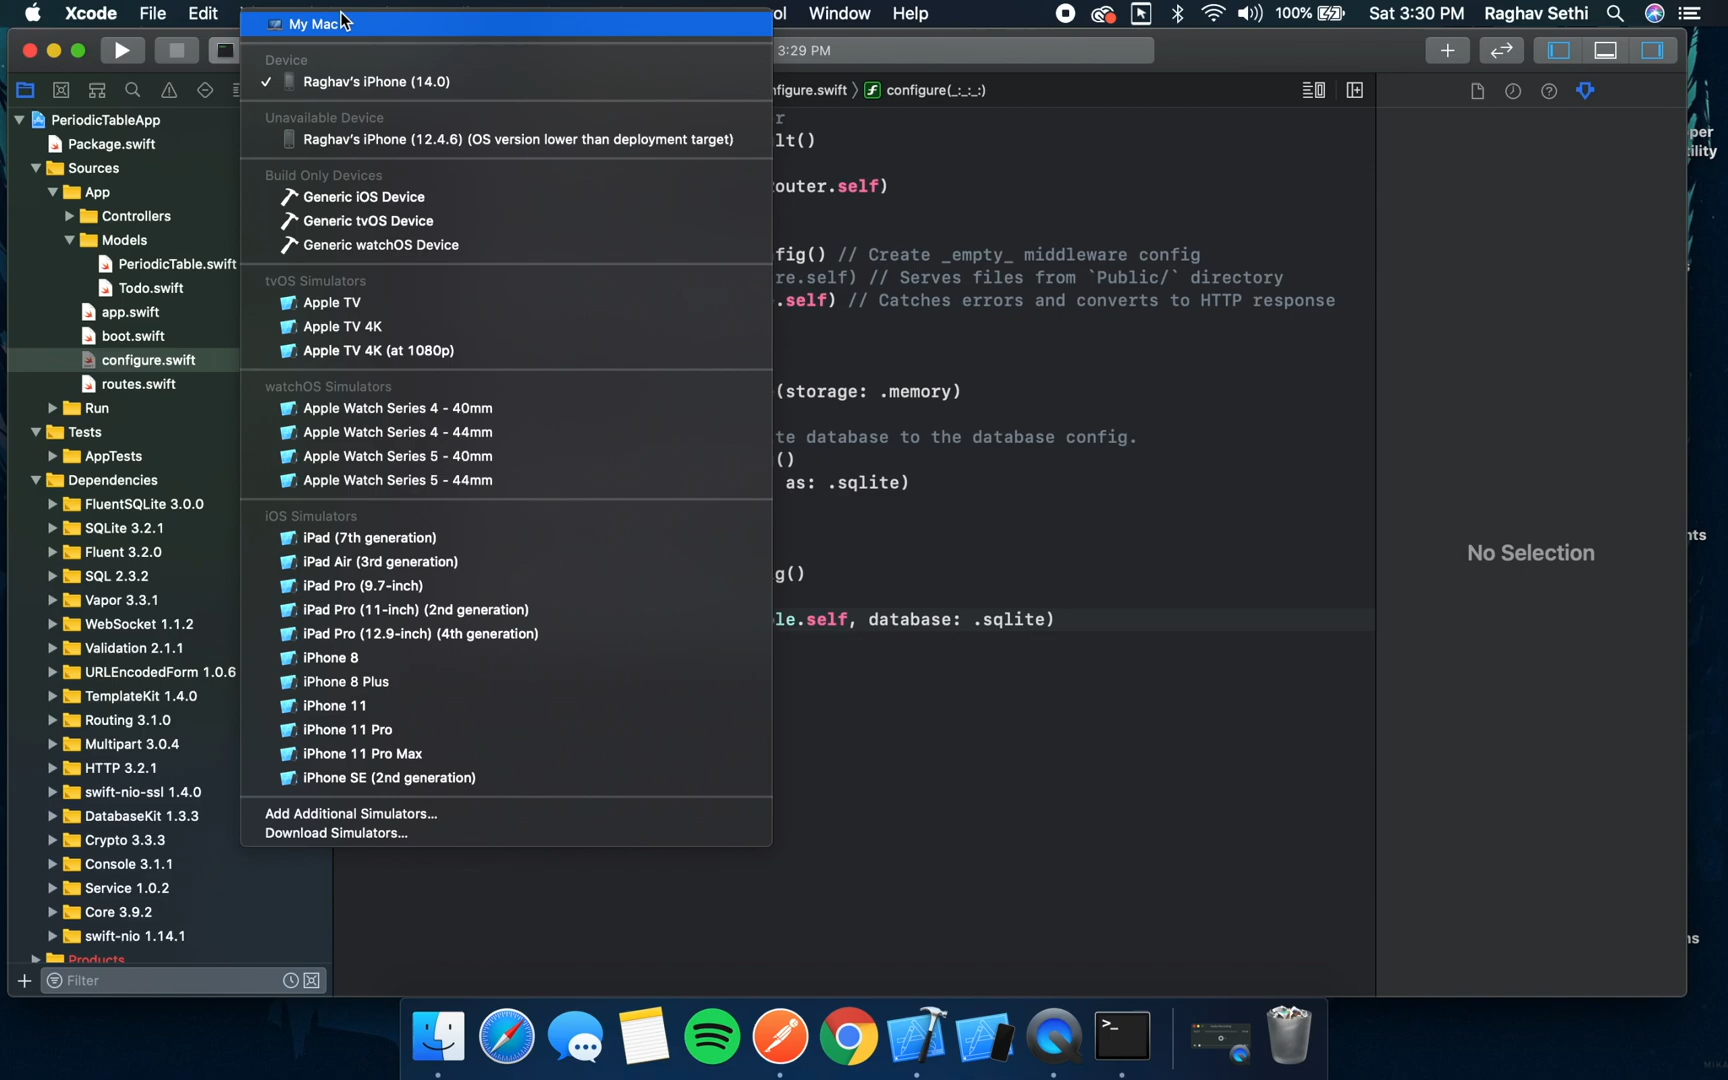 Xcode File Edit ol Window Help 100% Sat 3:30 PM Raghav Sethi
My Mac
3:29 PM
Device
✓ Raghav's iPhone (14.0)
nfigure.swift 〉 f configure(_:_:_:)
Unavailable Device
Raghav's iPhone (12.4.6) (OS version lower than deployment target)
Build Only Devices
Generic iOS Device
Generic tvOS Device
Generic watchOS Device
tvOS Simulators
Apple TV
Apple TV 4K
Apple TV 4K (at 1080p)
watchOS Simulators
Apple Watch Series 4 - 40mm
Apple Watch Series 4 - 44mm
Apple Watch Series 5 - 40mm
Apple Watch Series 5 - 44mm
iOS Simulators
iPad (7th generation)
iPad Air (3rd generation)
iPad Pro (9.7-inch)
iPad Pro (11-inch) (2nd generation)
iPad Pro (12.9-inch) (4th generation)
iPhone 8
iPhone 8 Plus
iPhone 11
iPhone 11 Pro
iPhone 11 Pro Max
iPhone SE (2nd generation)
Add Additional Simulators...
Download Simulators...
PeriodicTableApp
Package.swift
Sources
App
Controllers
Models
PeriodicTable.swift
Todo.swift
app.swift
boot.swift
configure.swift
routes.swift
Run
Tests
AppTests
Dependencies
FluentSQLite 3.0.0
SQLite 3.2.1
Fluent 3.2.0
SQL 2.3.2
Vapor 3.3.1
WebSocket 1.1.2
Validation 2.1.1
URLEncodedForm 1.0.6
TemplateKit 1.4.0
Routing 3.1.0
Multipart 3.0.4
HTTP 3.2.1
swift-nio-ssl 1.4.0
DatabaseKit 1.3.3
Crypto 3.3.3
Console 3.1.1
Service 1.0.2
Core 3.9.2
swift-nio 1.14.1
Products
Filter
r
lt()
outer.self)
fig() // Create _empty_ middleware config
re.self) // Serves files from `Public/` directory
.self) // Catches errors and converts to HTTP response
(storage: .memory)
te database to the database config.
()
as: .sqlite)
g()
le.self, database: .sqlite)
No Selection
per
ility
nts
ns